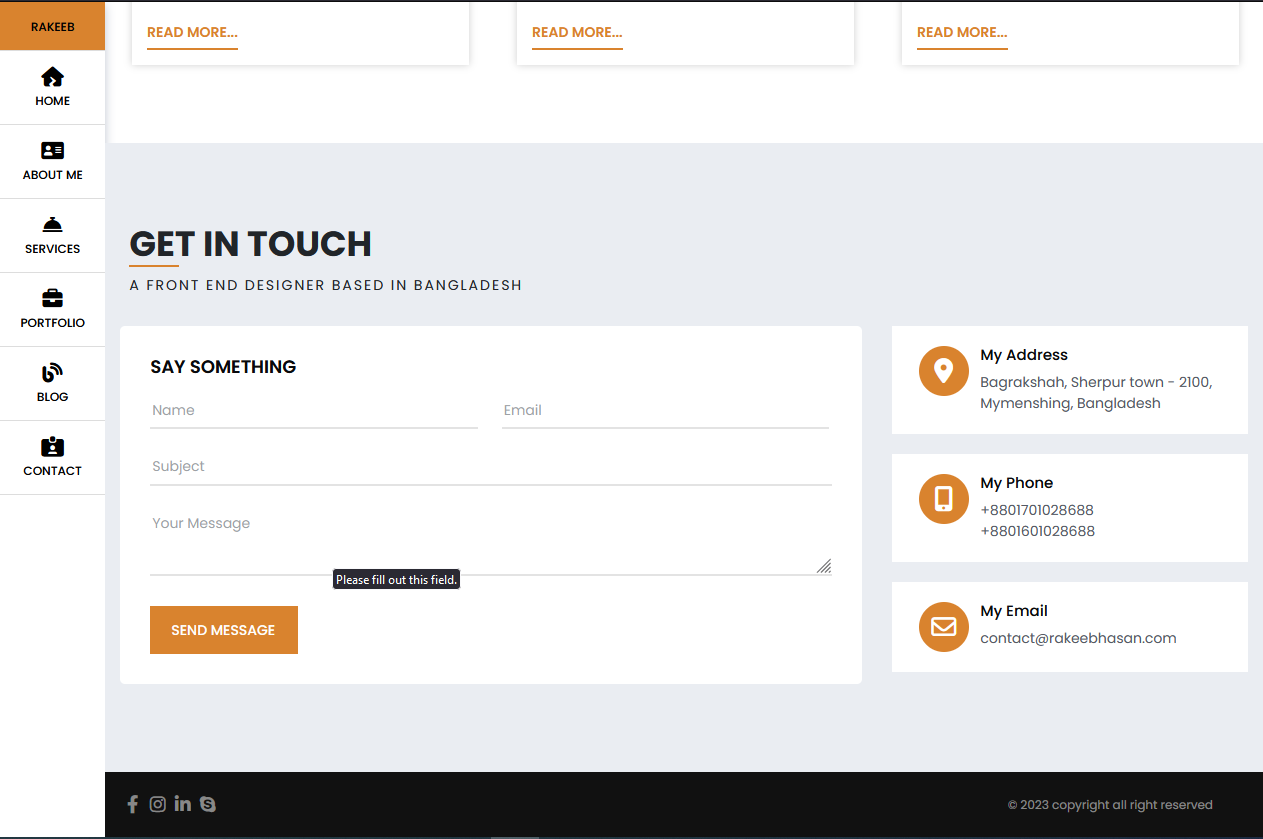 RAKEEB
HOME
ABOUT ME
SERVICES
PORTFOLIO
BLOG
CONTACT
READ MORE... READ MORE... READ MORE...
GET IN TOUCH
A FRONT END DESIGNER BASED IN BANGLADESH
SAY SOMETHING
Name Email
Subject
Your Message
Please fill out this field.
SEND MESSAGE
My Address
Bagrakshah, Sherpur town - 2100,
Mymenshing, Bangladesh
My Phone
+8801701028688
+8801601028688
My Email
contact@rakeebhasan.com
© 2023 copyright all right reserved